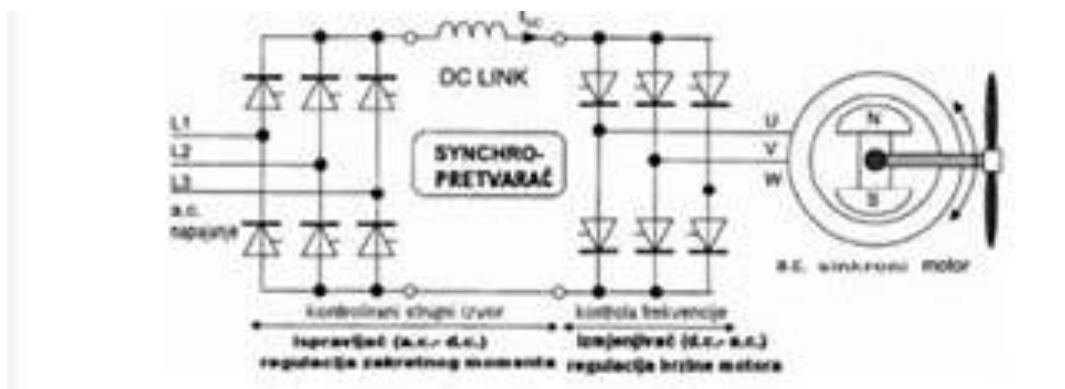 DC LINK
L1
U
N
L2
SYNCHRO-
PRETVARAČ
V
L3
W
S
a.c.
napajanje
a.c. sinkroni motor
kontrolirani strujni izvor
kontrola frekvencije
Ispravljač (a.c.- d.c.)
izmjenjivač (d.c.- a.c.)
regulacija zakretnog momenta
regulacija brzine motora